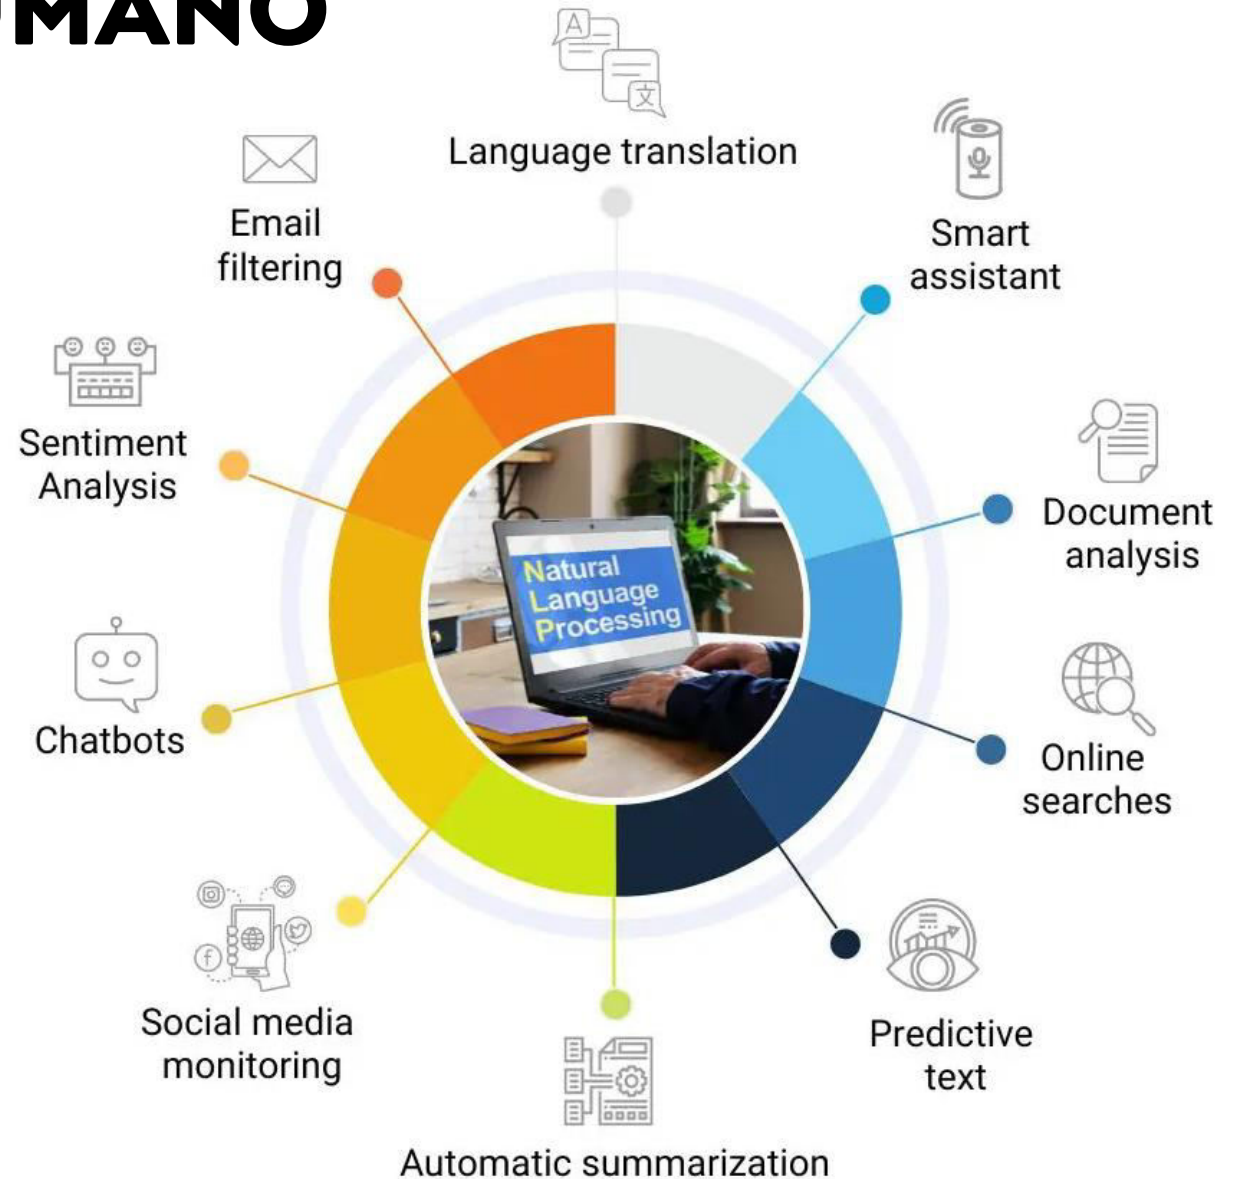 Language translation
Smart
assistant
Document
analysis
Online
searches
Predictive
text
Automatic summarization
Social media
monitoring
Chatbots
Sentiment
Analysis
Email
filtering
Natural
Language
Processing
A
文
f